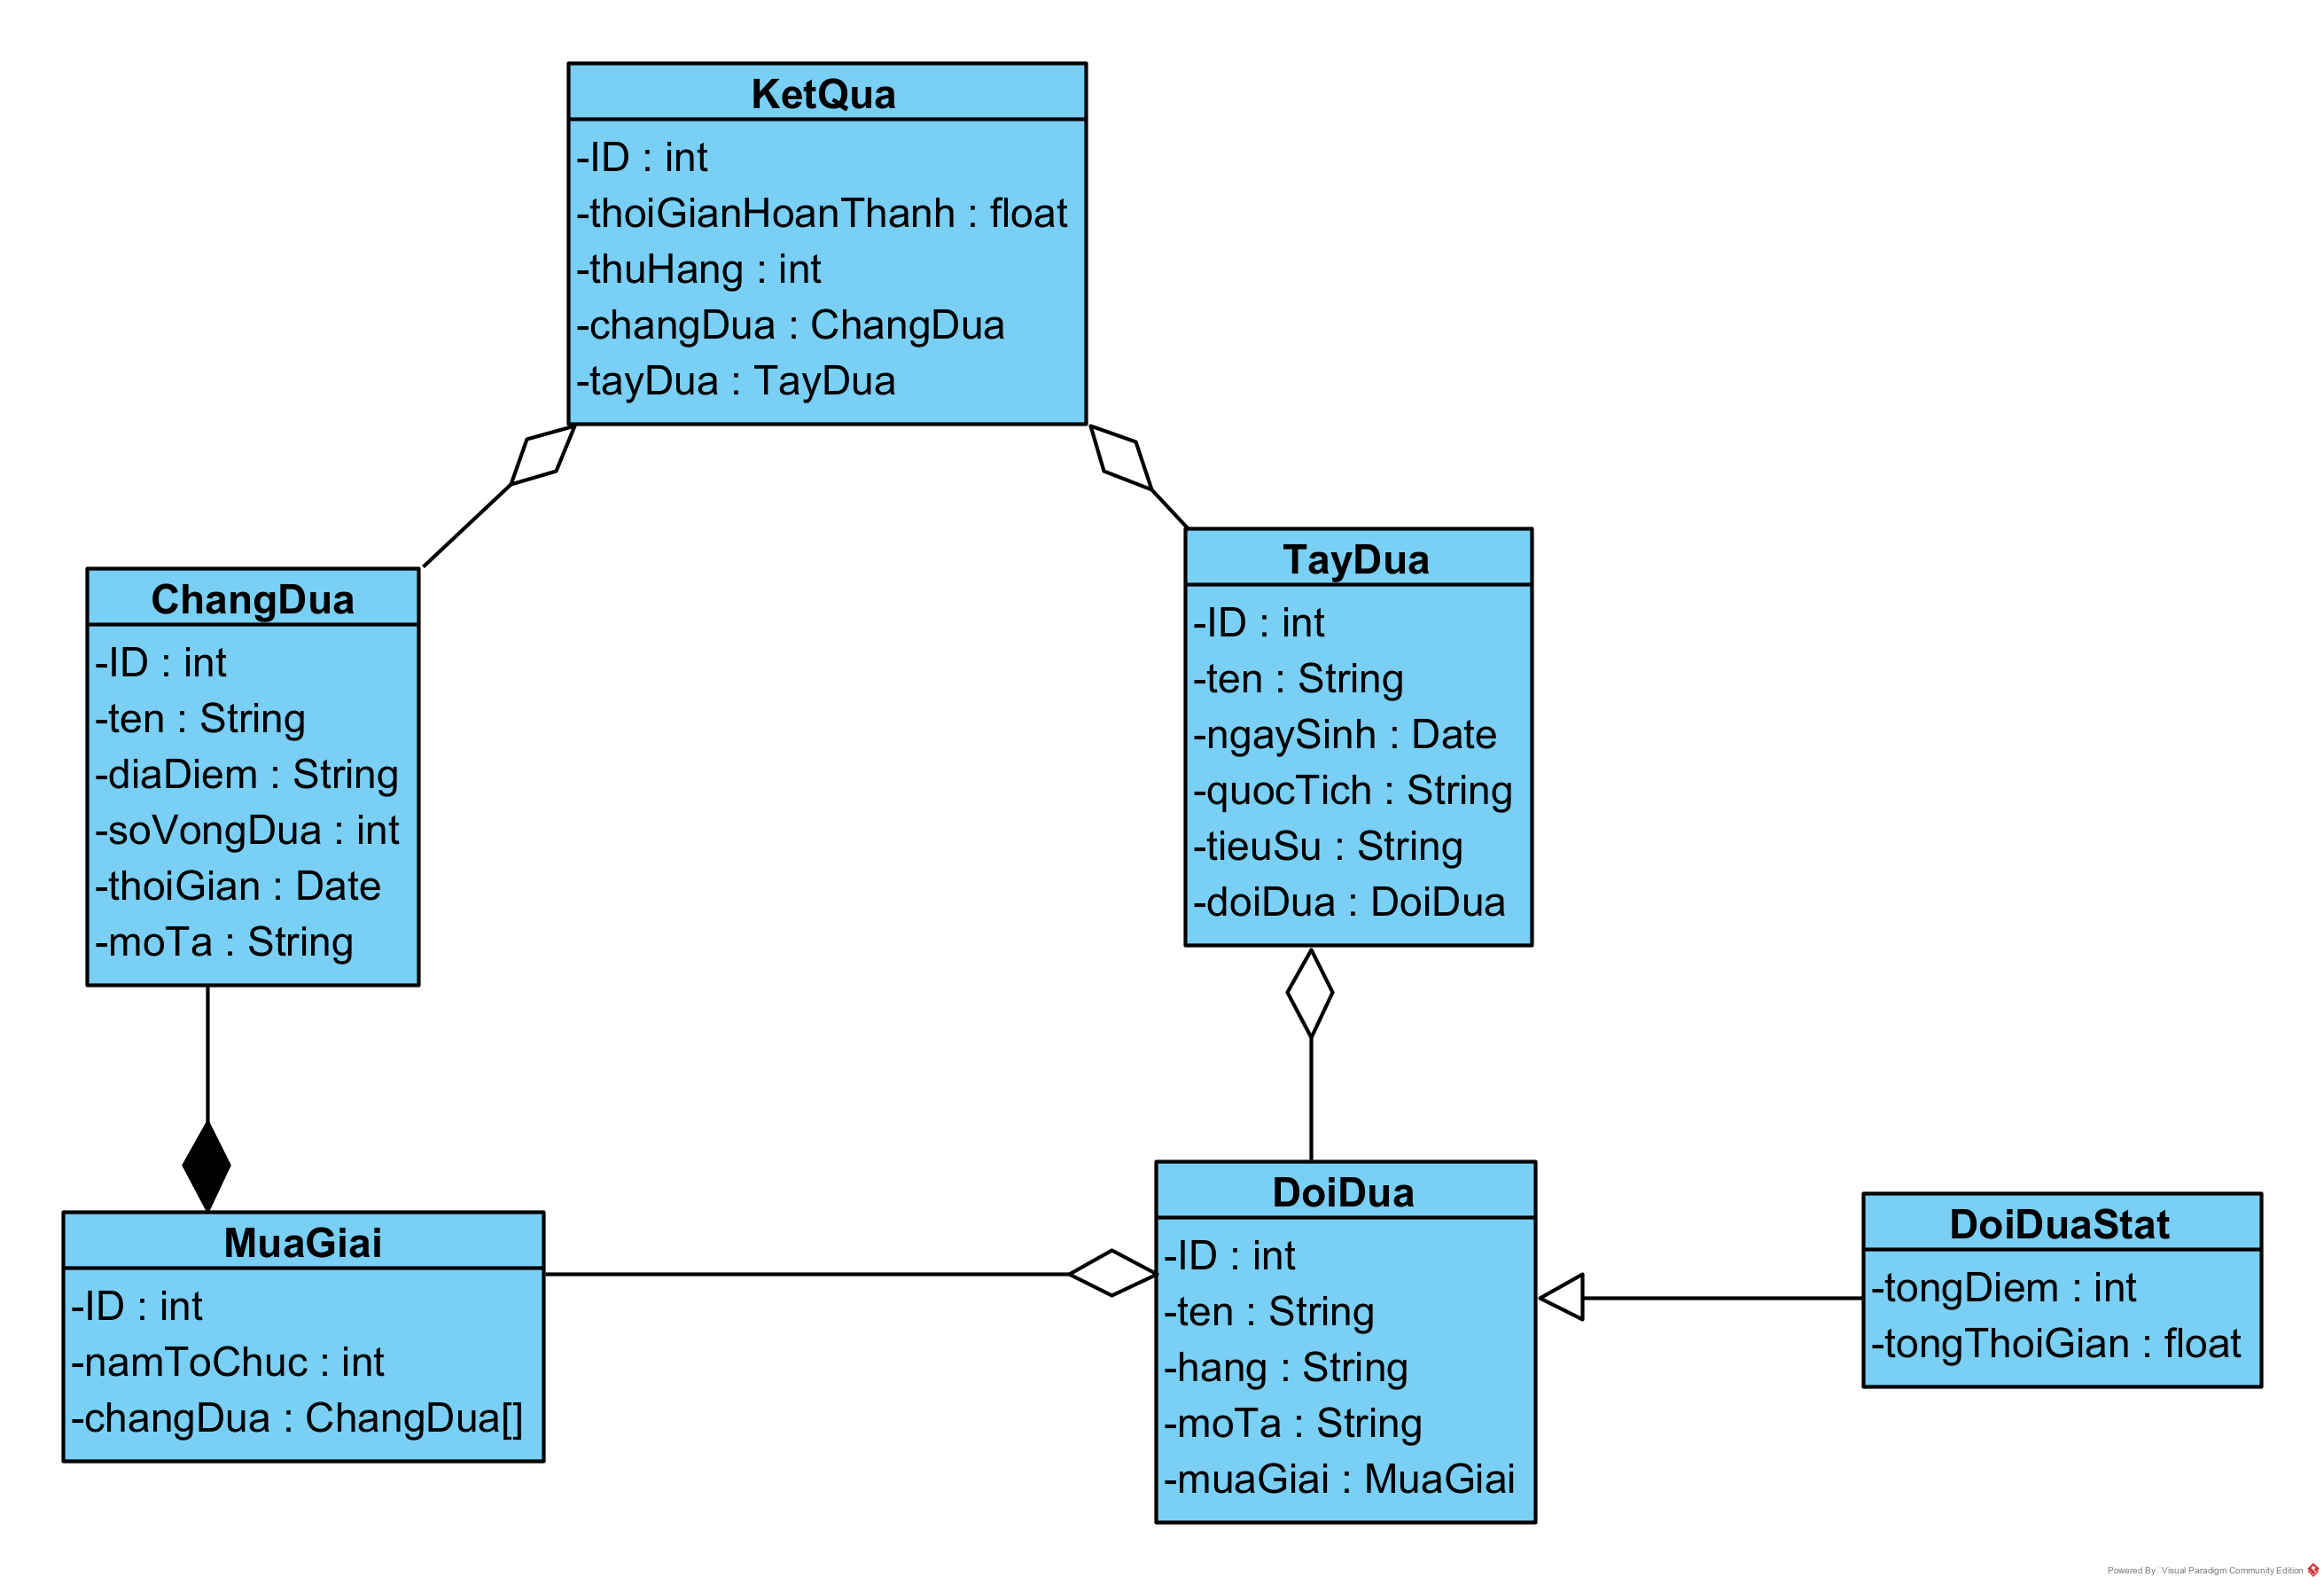 KetQua
-ID : int
-thoiGianHoanThanh : float
-thuHang : int
-changDua : ChangDua
-tayDua : TayDua
TayDua
-ID : int
-ten : String
-ngaySinh : Date
-quocTich : String
-tieuSu : String
-doiDua : DoiDua
ChangDua
-ID : int
-ten : String
-diaDiem : String
-soVongDua : int
-thoiGian : Date
-moTa : String
MuaGiai
-ID : int
-namToChuc : int
-changDua : ChangDua[]
DoiDua
-ID : int
-ten : String
-hang : String
-moTa : String
-muaGiai : MuaGiai
DoiDuaStat
-tongDiem : int
-tongThoiGian : float
Powered By Visual Paradigm Community Edition